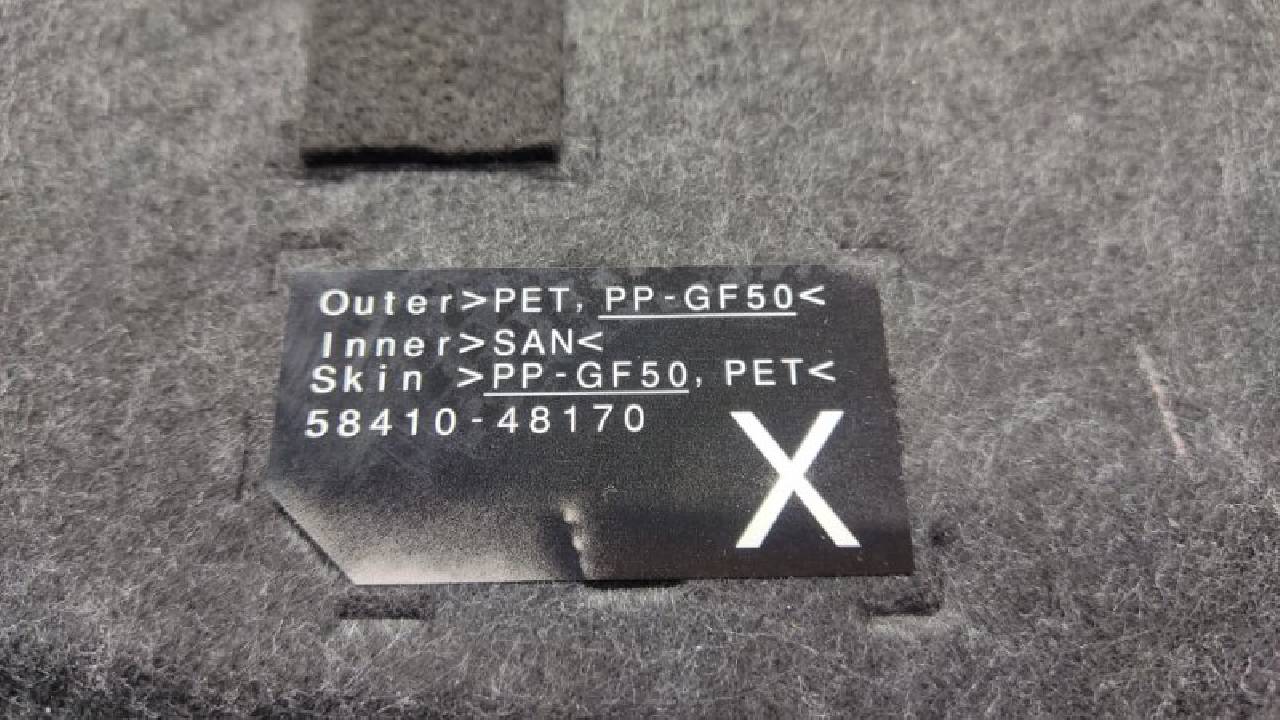 Outer>PET, PP-GF50<
Inner>SAN<
Skin >PP-GF50, PET<
58410-48170
X